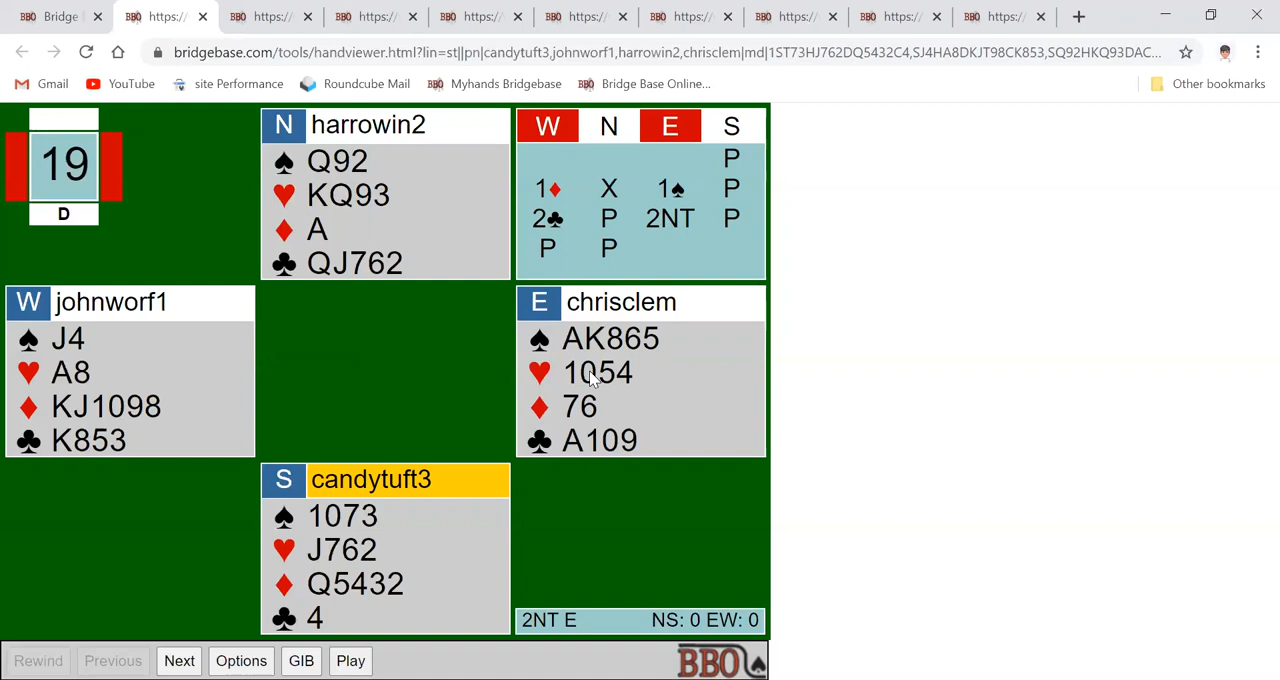 Bridge
https:/
https:/
https:/
https:/
https:/
https:/
https:/
https:/
https:/
bridgebase.com/tools/handviewer.html?lin=st||pn|candytuft3,johnworf1,harrowin2,chrisclem|md|1ST73HJ762DQ5432C4,SJ4HA8DKJT98CK853,SQ92HKQ93DAC...
Gmail
YouTube
site Performance
Roundcube Mail
BBO Myhands Bridgebase
BBO Bridge Base Online...
Other bookmarks
19
D
N harrowin2
♠ Q92
♥ KQ93
♦ A
♣ QJ762
W N E S
P
1♦ X 1♠ P
2♣ P 2NT P
P P
W johnworf1
♠ J4
♥ A8
♦ KJ1098
♣ K853
E chrisclem
♠ AK865
♥ 1054
♦ 76
♣ A109
S candytuft3
♠ 1073
♥ J762
♦ Q5432
♣ 4
2NT E NS: 0 EW: 0
Rewind Previous Next Options GIB Play
BBO